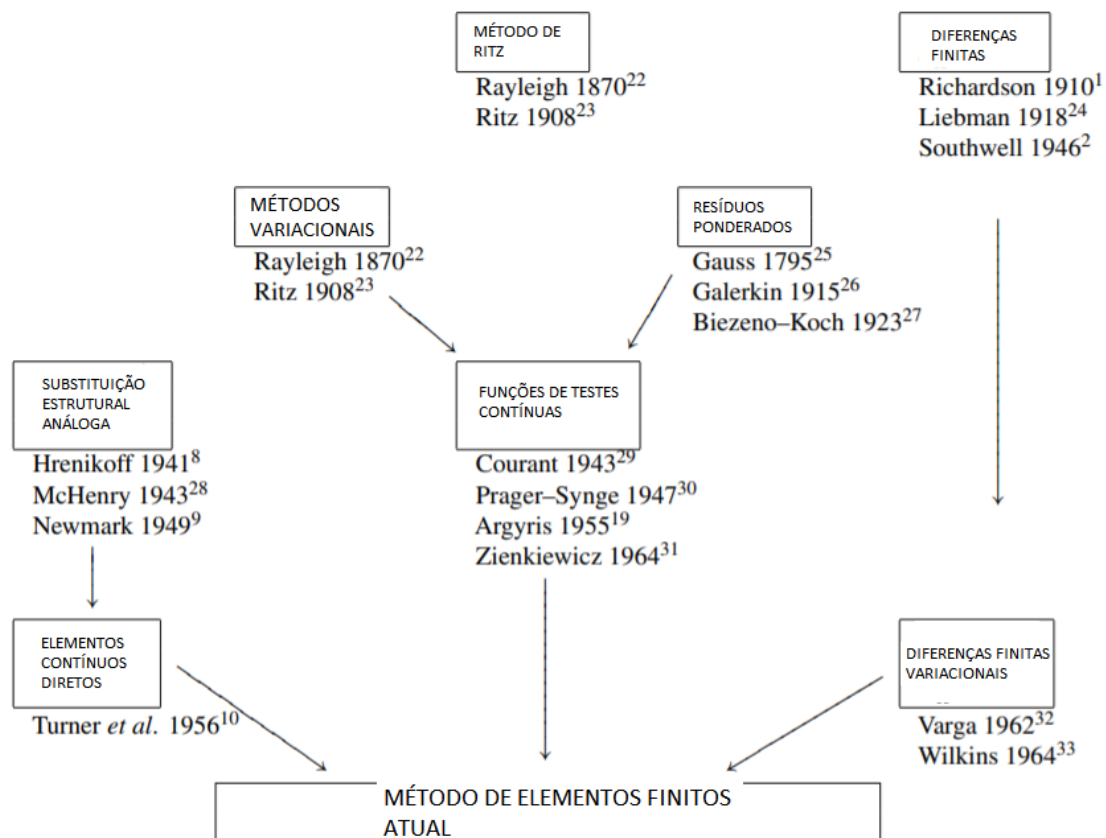 MÉTODO DE
RITZ
Rayleigh 1870²²
Ritz 1908²³
DIFERENÇAS
FINITAS
Richardson 1910¹
Liebman 1918²⁴
Southwell 1946²
MÉTODOS
VARIACIONAIS
Rayleigh 1870²²
Ritz 1908²³
RESÍDUOS
PONDERADOS
Gauss 1795²⁵
Galerkin 1915²⁶
Biezeno–Koch 1923²⁷
SUBSTITUIÇÃO
ESTRUTURAL
ANÁLOGA
Hrenikoff 1941⁸
McHenry 1943²⁸
Newmark 1949⁹
FUNÇÕES DE TESTES
CONTÍNUAS
Courant 1943²⁹
Prager–Synge 1947³⁰
Argyris 1955¹⁹
Zienkiewicz 1964³¹
ELEMENTOS
CONTÍNUOS
DIRETOS
Turner et al. 1956¹⁰
DIFERENÇAS FINITAS
VARIACIONAIS
Varga 1962³²
Wilkins 1964³³
MÉTODO DE ELEMENTOS FINITOS
ATUAL